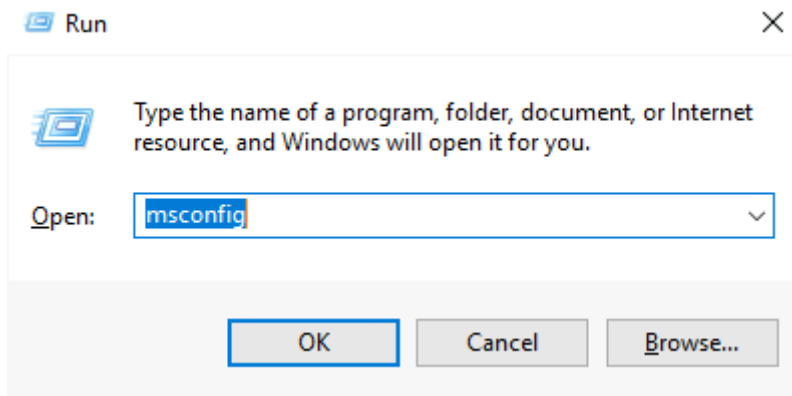 Run
Type the name of a program, folder, document, or Internet
resource, and Windows will open it for you.
Open: msconfig
OK Cancel Browse...